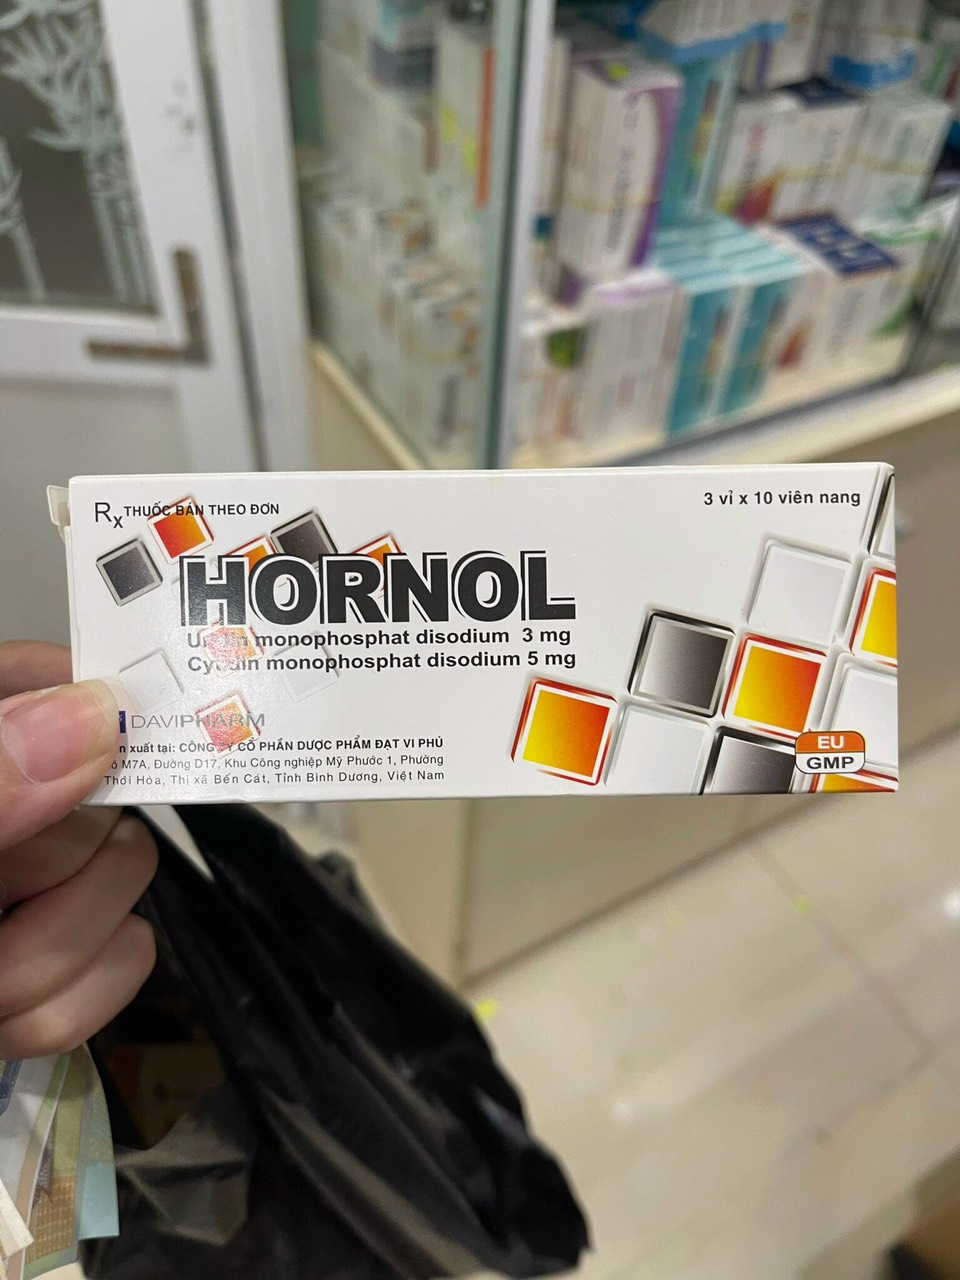 Rx THUỐC BÁN THEO ĐƠN
3 vỉ x 10 viên nang
HORNOL
monophosphat disodium 3 mg
monophosphat disodium 5 mg
DAVIPHARM
xuất tại: CÔNG CỔ PHẦN DƯỢC PHẨM ĐẠT VI PHÚ
M7A, Đường D17, Khu Công nghiệp Mỹ Phước 1, Phường
Thới Hòa, Thị xã Bến Cát, Tỉnh Bình Dương, Việt Nam
EU
GMP